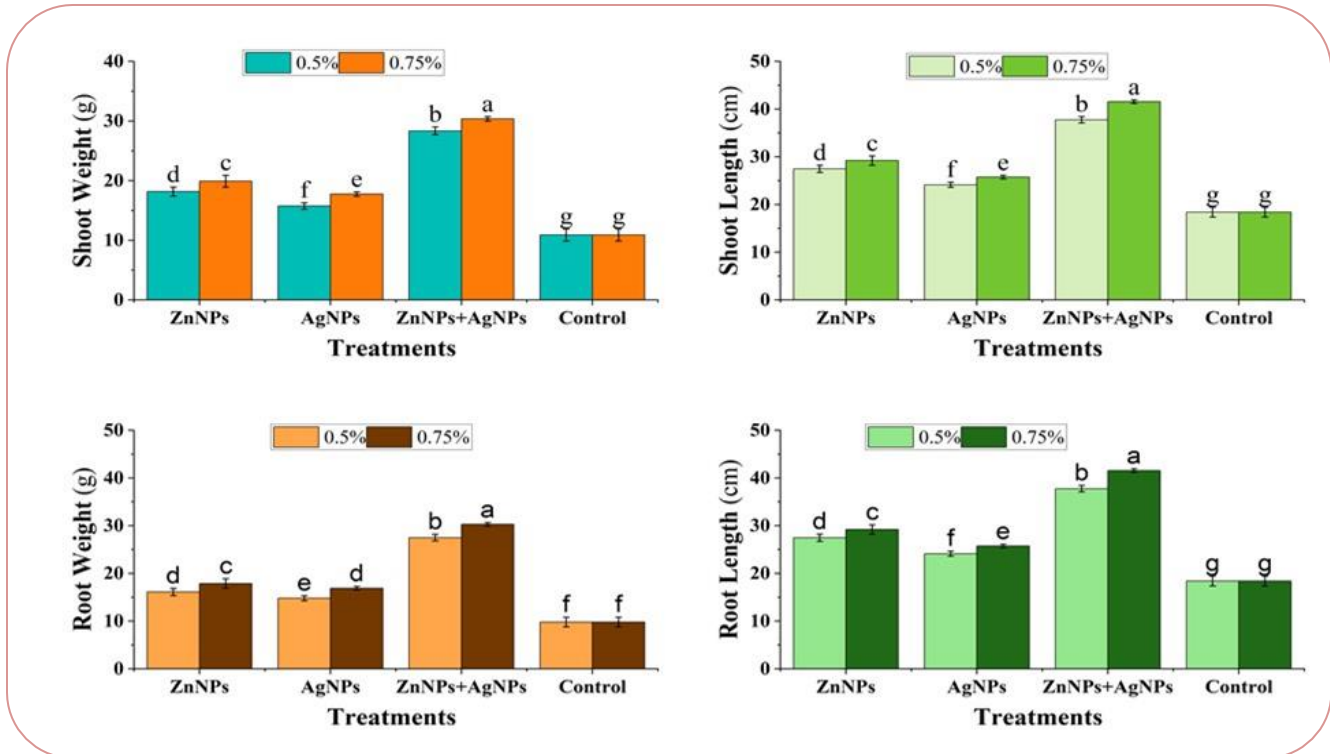 0.5% 0.75%
Shoot Weight (g)
40
30
20
10
0
d c f e b a g g
ZnNPs AgNPs ZnNPs+AgNPs Control
Treatments
0.5% 0.75%
Shoot Length (cm)
50
40
30
20
10
0
d c f e b a g g
ZnNPs AgNPs ZnNPs+AgNPs Control
Treatments
0.5% 0.75%
Root Weight (g)
50
40
30
20
10
0
d c e d b a f f
ZnNPs AgNPs ZnNPs+AgNPs Control
Treatments
0.5% 0.75%
Root Length (cm)
50
40
30
20
10
0
d c f e b a g g
ZnNPs AgNPs ZnNPs+AgNPs Control
Treatments